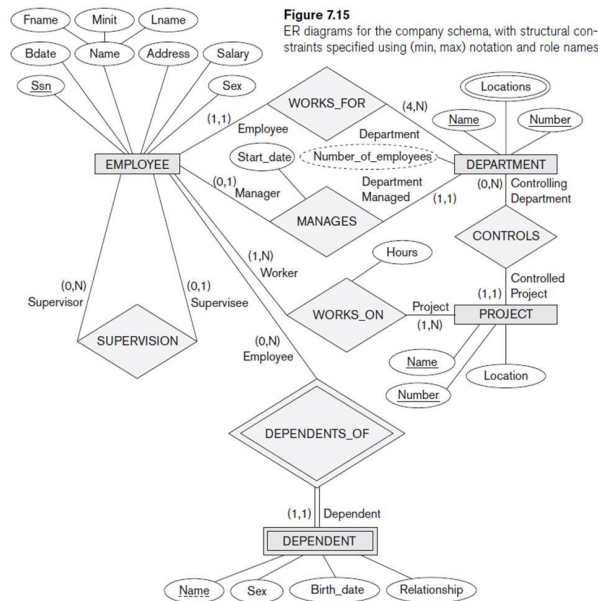 Figure 7.15
ER diagrams for the company schema, with structural con-
straints specified using (min, max) notation and role names
Fname
Minit
Lname
Bdate
Name
Address
Salary
Ssn
Sex
WORKS_FOR
Locations
Name
Number
(1,1)
Employee
(4,N)
Department
Start_date
Number_of_employees
EMPLOYEE
DEPARTMENT
(0,1)
Manager
Department
Managed
(1,1)
(0,N)
Controlling
Department
MANAGES
CONTROLS
Hours
(1,N)
Worker
(0,N)
Supervisor
(0,1)
Supervisee
Controlled
Project
(1,1)
WORKS_ON
Project
(1,N)
PROJECT
SUPERVISION
(0,N)
Employee
Name
Location
Number
DEPENDENTS_OF
(1,1)
Dependent
DEPENDENT
Name
Sex
Birth_date
Relationship